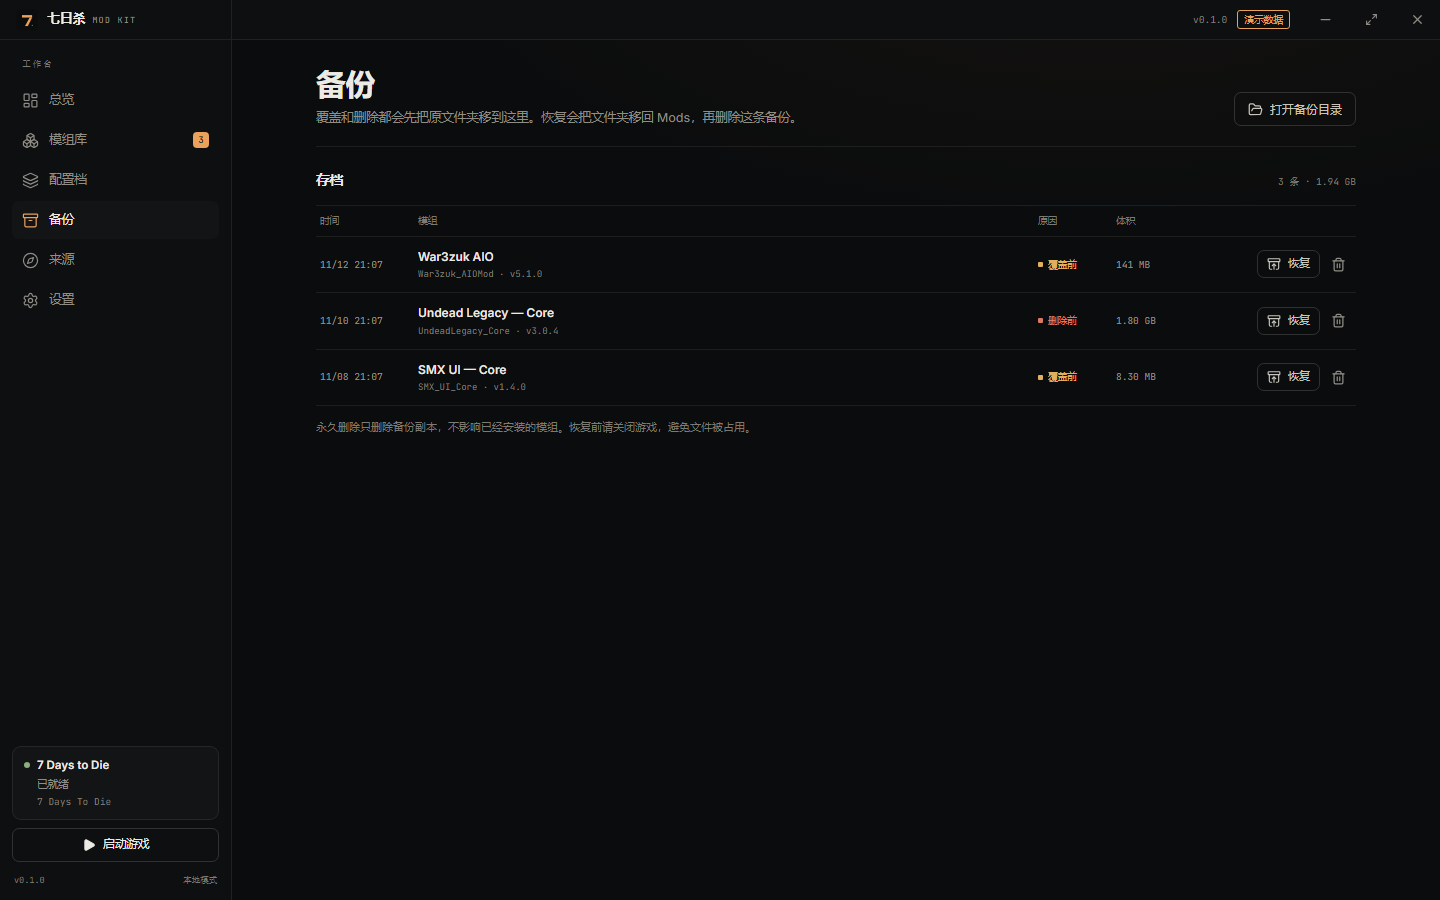 7 七日杀 MOD KIT
v0.1.0 演示数据
工作台
总览
模组库 3
配置档
备份
来源
设置
备份
覆盖和删除都会先把原文件夹移到这里。恢复会把文件夹移回 Mods，再删除这条备份。
打开备份目录
存档
3 条 · 1.94 GB
时间 模组 原因 体积
11/12 21:07 War3zuk AIO 覆盖前 141 MB 恢复
War3zuk_AIOMod · v5.1.0
11/10 21:07 Undead Legacy — Core 删除前 1.80 GB 恢复
UndeadLegacy_Core · v3.0.4
11/08 21:07 SMX UI — Core 覆盖前 8.30 MB 恢复
SMX_UI_Core · v1.4.0
永久删除只删除备份副本，不影响已经安装的模组。恢复前请关闭游戏，避免文件被占用。
7 Days to Die
已就绪
7 Days To Die
启动游戏
v0.1.0 本地模式